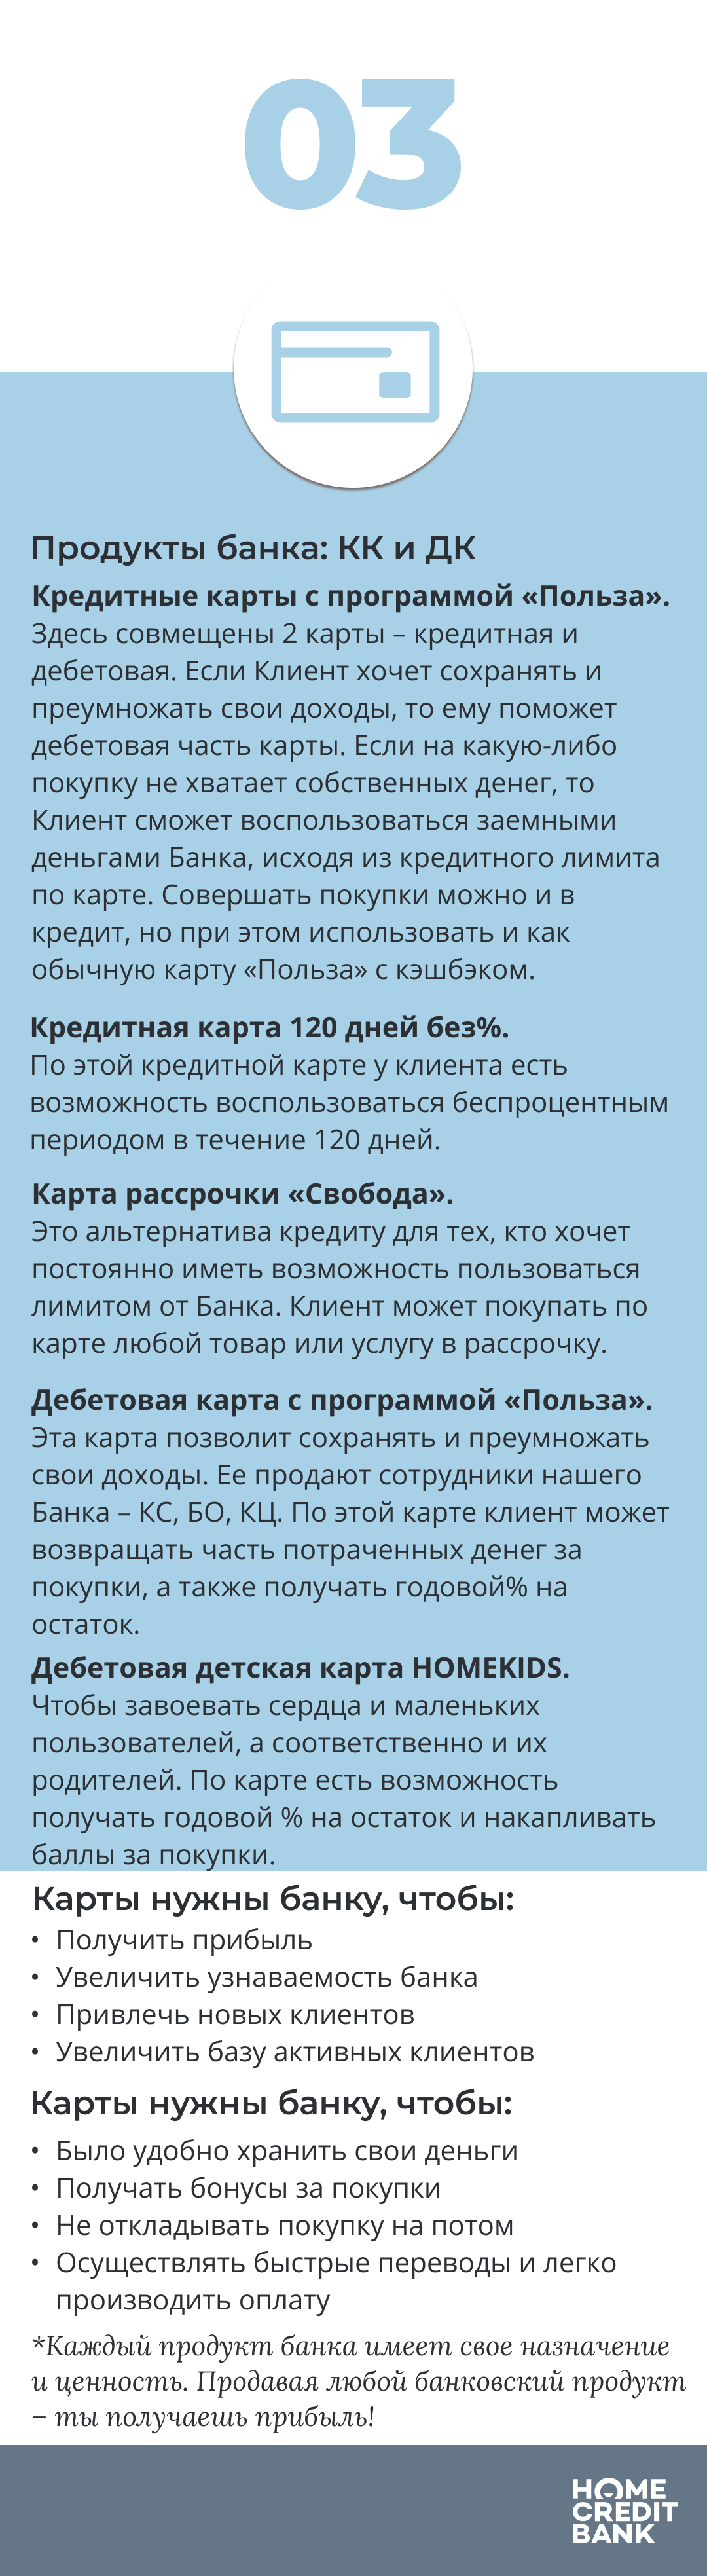 03
Продукты банка: КК и ДК
Кредитные карты с программой «Польза».
Здесь совмещены 2 карты – кредитная и
дебетовая. Если Клиент хочет сохранять и
преумножать свои доходы, то ему поможет
дебетовая часть карты. Если на какую-либо
покупку не хватает собственных денег, то
Клиент сможет воспользоваться заемными
деньгами Банка, исходя из кредитного лимита
по карте. Совершать покупки можно и в
кредит, но при этом использовать и как
обычную карту «Польза» с кэшбэком.
Кредитная карта 120 дней без%.
По этой кредитной карте у клиента есть
возможность воспользоваться беспроцентным
периодом в течение 120 дней.
Карта рассрочки «Свобода».
Это альтернатива кредиту для тех, кто хочет
постоянно иметь возможность пользоваться
лимитом от Банка. Клиент может покупать по
карте любой товар или услугу в рассрочку.
Дебетовая карта с программой «Польза».
Эта карта позволит сохранять и преумножать
свои доходы. Ее продают сотрудники нашего
Банка – КС, БО, КЦ. По этой карте клиент может
возвращать часть потраченных денег за
покупки, а также получать годовой% на
остаток.
Дебетовая детская карта HOMEKIDS.
Чтобы завоевать сердца и маленьких
пользователей, а соответственно и их
родителей. По карте есть возможность
получать годовой % на остаток и накапливать
баллы за покупки.
Карты нужны банку, чтобы:
• Получить прибыль
• Увеличить узнаваемость банка
• Привлечь новых клиентов
• Увеличить базу активных клиентов
Карты нужны банку, чтобы:
• Было удобно хранить свои деньги
• Получать бонусы за покупки
• Не откладывать покупку на потом
• Осуществлять быстрые переводы и легко
производить оплату
*Каждый продукт банка имеет свое назначение
и ценность. Продавая любой банковский продукт
– ты получаешь прибыль!
HOME
CREDIT
BANK